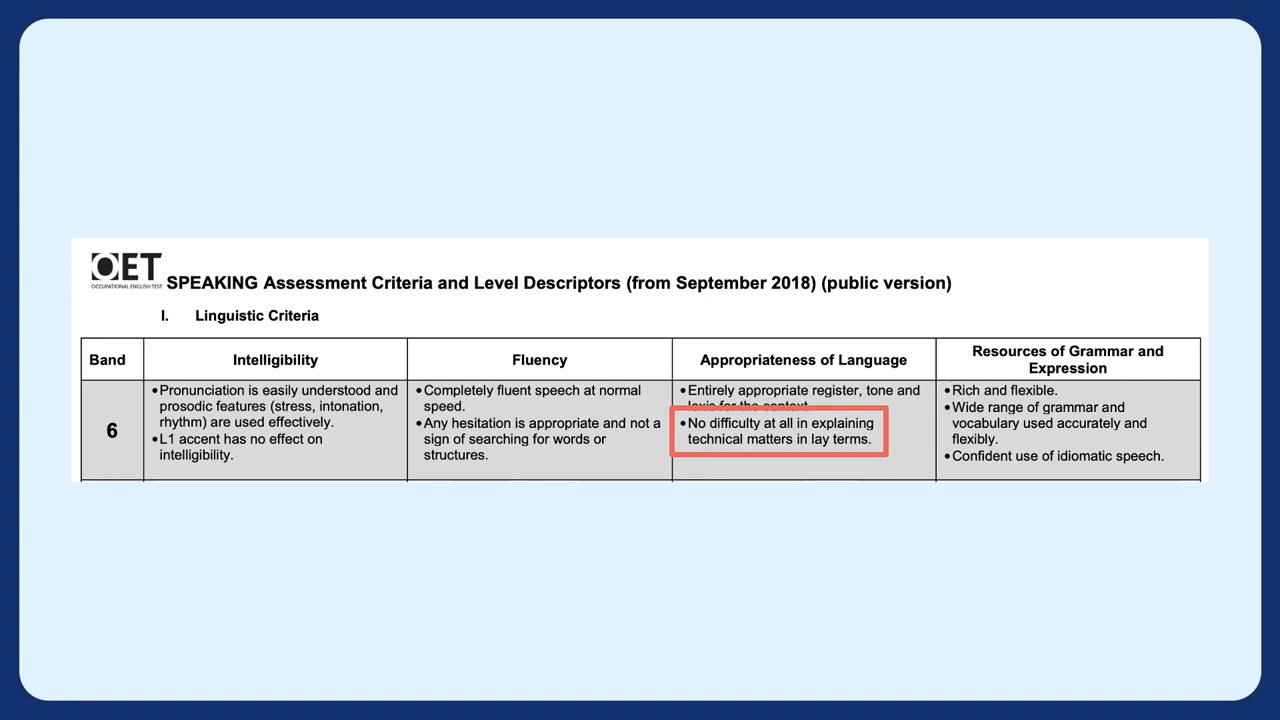 OET
OCCUPATIONAL ENGLISH TEST
SPEAKING Assessment Criteria and Level Descriptors (from September 2018) (public version)
I. Linguistic Criteria
Band
Intelligibility
Fluency
Appropriateness of Language
Resources of Grammar and
Expression
6
•Pronunciation is easily understood and
prosodic features (stress, intonation,
rhythm) are used effectively.
•L1 accent has no effect on
intelligibility.
•Completely fluent speech at normal
speed.
•Any hesitation is appropriate and not a
sign of searching for words or
structures.
•Entirely appropriate register, tone and
lexis for the context.
•No difficulty at all in explaining
technical matters in lay terms.
•Rich and flexible.
•Wide range of grammar and
vocabulary used accurately and
flexibly.
•Confident use of idiomatic speech.